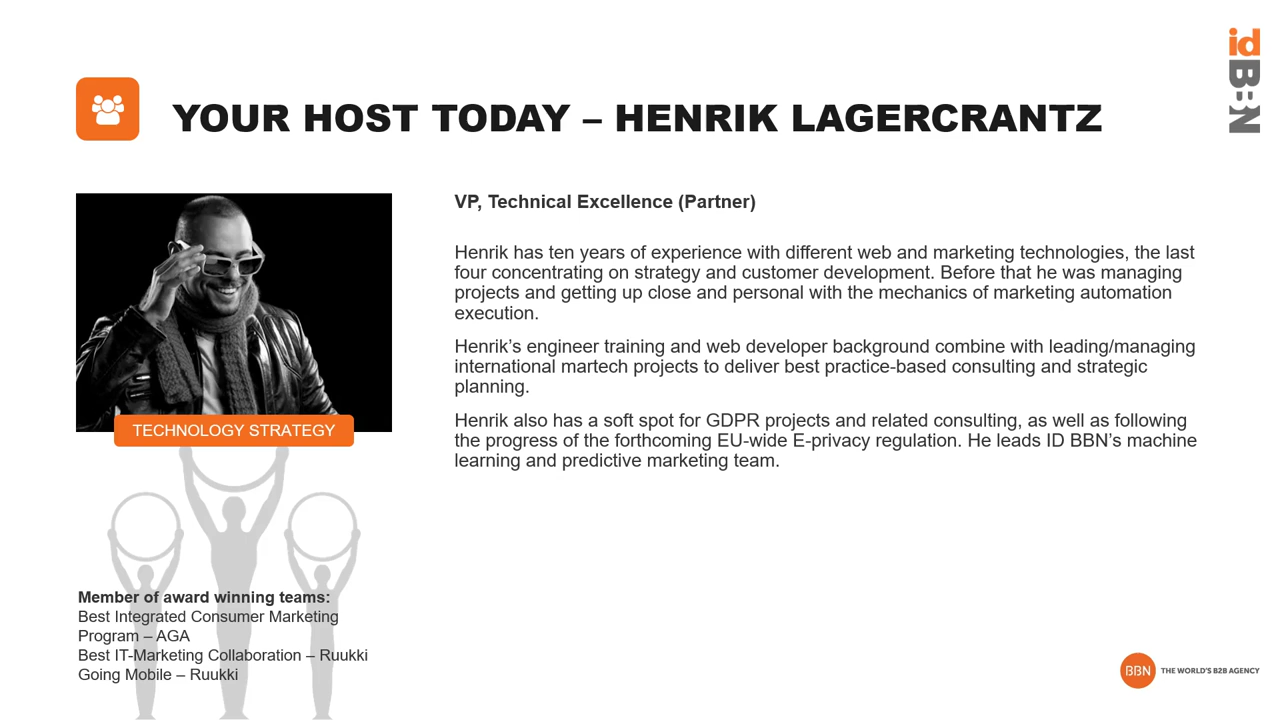 id
BBN
YOUR HOST TODAY – HENRIK LAGERCRANTZ
VP, Technical Excellence (Partner)
Henrik has ten years of experience with different web and marketing technologies, the last
four concentrating on strategy and customer development. Before that he was managing
projects and getting up close and personal with the mechanics of marketing automation
execution.
Henrik’s engineer training and web developer background combine with leading/managing
international martech projects to deliver best practice-based consulting and strategic
planning.
Henrik also has a soft spot for GDPR projects and related consulting, as well as following
the progress of the forthcoming EU-wide E-privacy regulation. He leads ID BBN’s machine
learning and predictive marketing team.
TECHNOLOGY STRATEGY
Member of award winning teams:
Best Integrated Consumer Marketing
Program – AGA
Best IT-Marketing Collaboration – Ruukki
Going Mobile – Ruukki
BBN THE WORLD'S B2B AGENCY